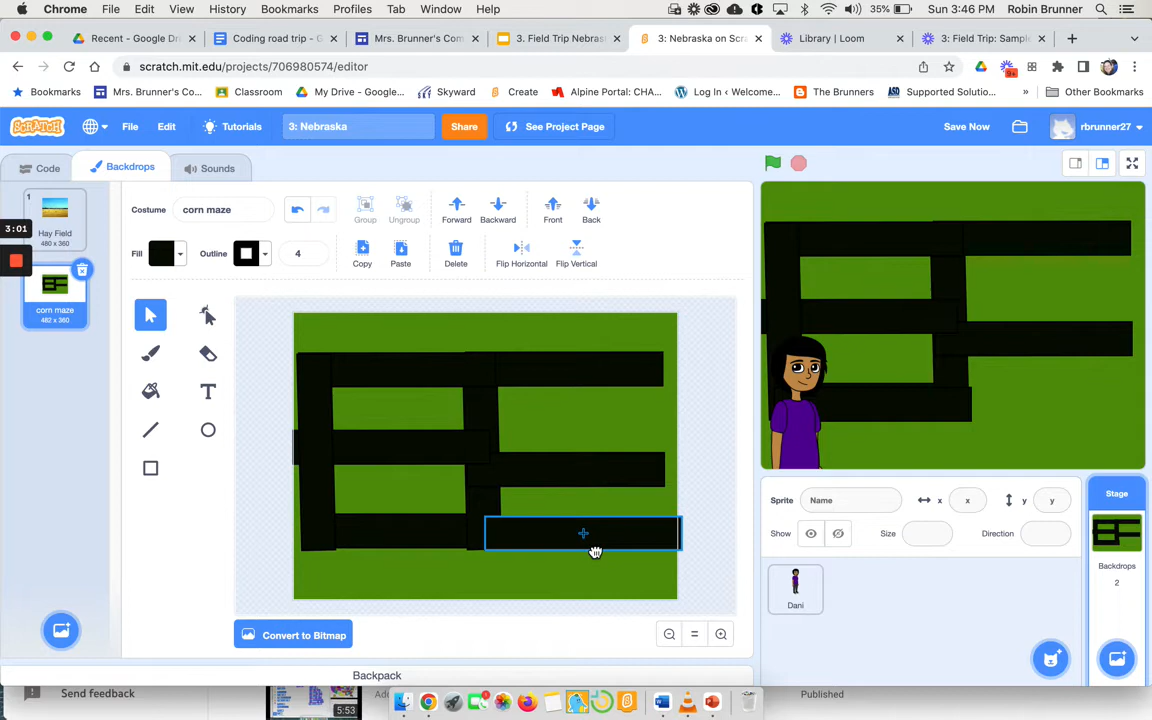 Chrome File Edit View History Bookmarks Profiles Tab Window Help 35% Sun 3:46 PM Robin Brunner
Recent - Google Dri
Coding road trip - G
Mrs. Brunner's Com
3. Field Trip Nebras
3: Nebraska on Scra
Library | Loom
3: Field Trip: Sampl
scratch.mit.edu/projects/706980574/editor
9+
Bookmarks
Mrs. Brunner's Co...
Classroom
My Drive - Google...
Skyward
Create
Alpine Portal: CHA...
Log In ‹ Welcome...
The Brunners
ASD Supported Solutio...
»
Other Bookmarks
SCRATCH
File
Edit
Tutorials
3: Nebraska
Share
See Project Page
Save Now
rbrunner27
Code
Backdrops
Sounds
1
Hay Field
480 x 360
3:01
2
corn maze
482 x 360
Costume
corn maze
Group
Ungroup
Forward
Backward
Front
Back
Fill
Outline
4
Copy
Paste
Delete
Flip Horizontal
Flip Vertical
T
Convert to Bitmap
Backpack
Sprite
Name
x
x
y
y
Show
Size
Direction
Dani
Stage
Backdrops
2
Send feedback
5:53
Published